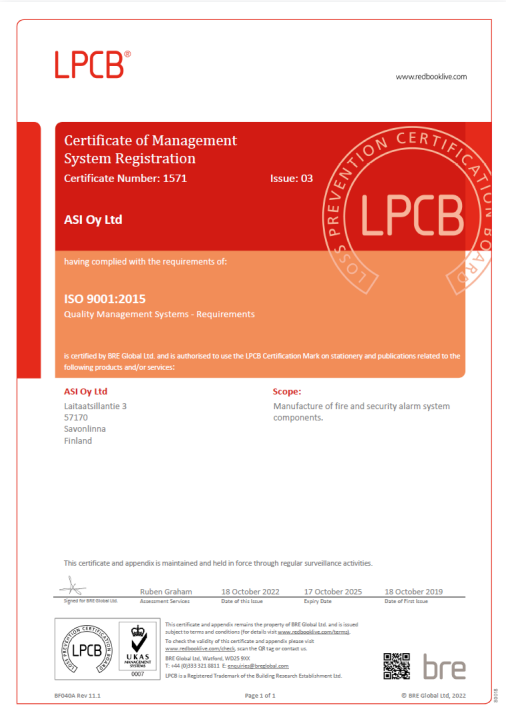 LPCB®
www.redbooklive.com
Certificate of Management
System Registration
Certificate Number: 1571
Issue: 03
ASI Oy Ltd
LOSS PREVENTION CERTIFICATION BOARD
LPCB
having complied with the requirements of:
ISO 9001:2015
Quality Management Systems - Requirements
is certified by BRE Global Ltd. and is authorised to use the LPCB Certification Mark on stationery and publications related to the
following products and/or services:
ASI Oy Ltd
Laitaatsillantie 3
57170
Savonlinna
Finland
Scope:
Manufacture of fire and security alarm system
components.
This certificate and appendix is maintained and held in force through regular surveillance activities.
Ruben Graham
18 October 2022
17 October 2025
18 October 2019
Signed for BRE Global Ltd.
Assessment Services
Date of this Issue
Expiry Date
Date of First Issue
LOSS PREVENTION CERTIFICATION BOARD
LPCB
UKAS
MANAGEMENT
SYSTEMS
0007
This certificate and appendix remains the property of BRE Global Ltd. and is issued
subject to terms and conditions (for details visit www.redbooklive.com/terms).
To check the validity of this certificate and appendix please visit
www.redbooklive.com/check, scan the QR tag or contact us.
BRE Global Ltd, Watford, WD25 9XX
T: +44 (0)333 321 8811 E: enquiries@breglobal.com
LPCB is a Registered Trademark of the Building Research Establishment Ltd.
bre
BF040A Rev 11.1
Page 1 of 1
© BRE Global Ltd, 2022